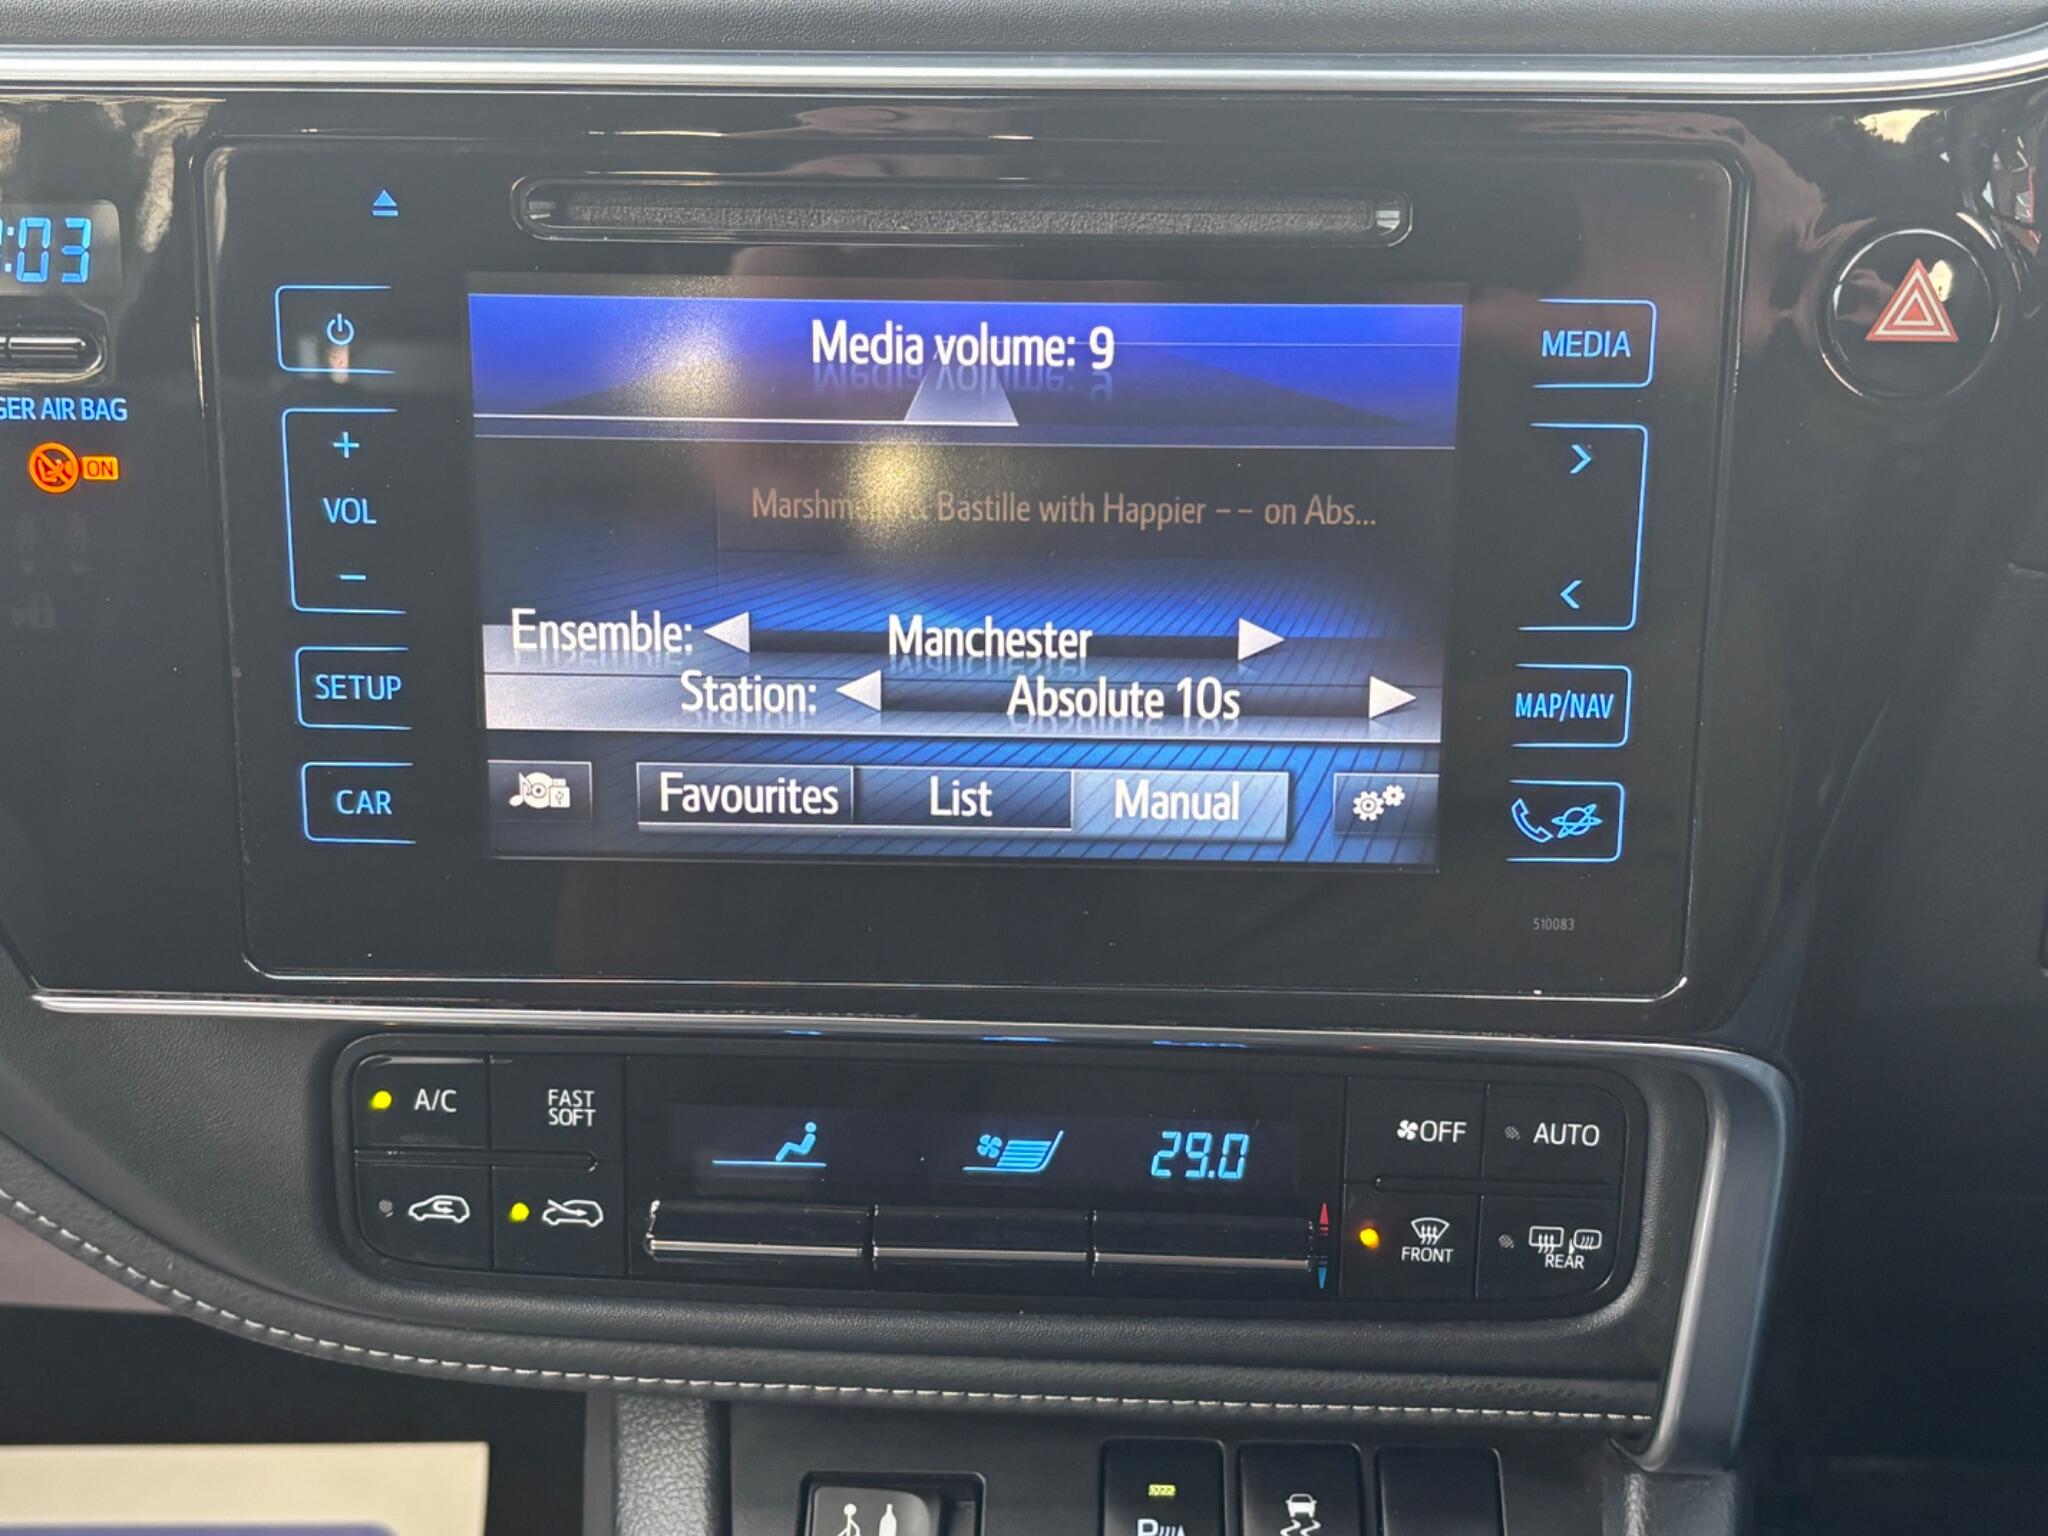 :03
GER AIR BAG
ON
VOL
SETUP
CAR
Media volume: 9
& Bastille with Happier -- on Abs...
Ensemble: Manchester
Station: Absolute 10s
Favourites List Manual
MEDIA
MAP/NAV
510083
A/C
FAST
SOFT
29.0
OFF
AUTO
FRONT
REAR
P